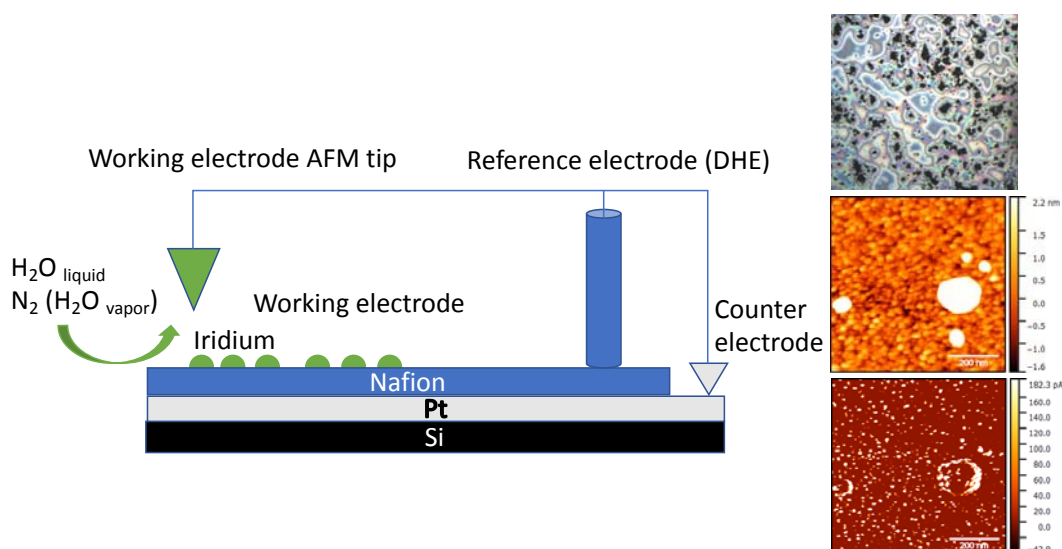 Working electrode AFM tip
Reference electrode (DHE)
H₂O liquid
N₂ (H₂O vapor)
Working electrode
Iridium
Counter
electrode
Nafion
Pt
Si
2.2 nm
1.5
1.0
0.5
0.0
−0.5
−1.0
−1.6
200 nm
182.3 pA
160.0
140.0
120.0
100.0
80.0
60.0
40.0
20.0
0.0
200 nm